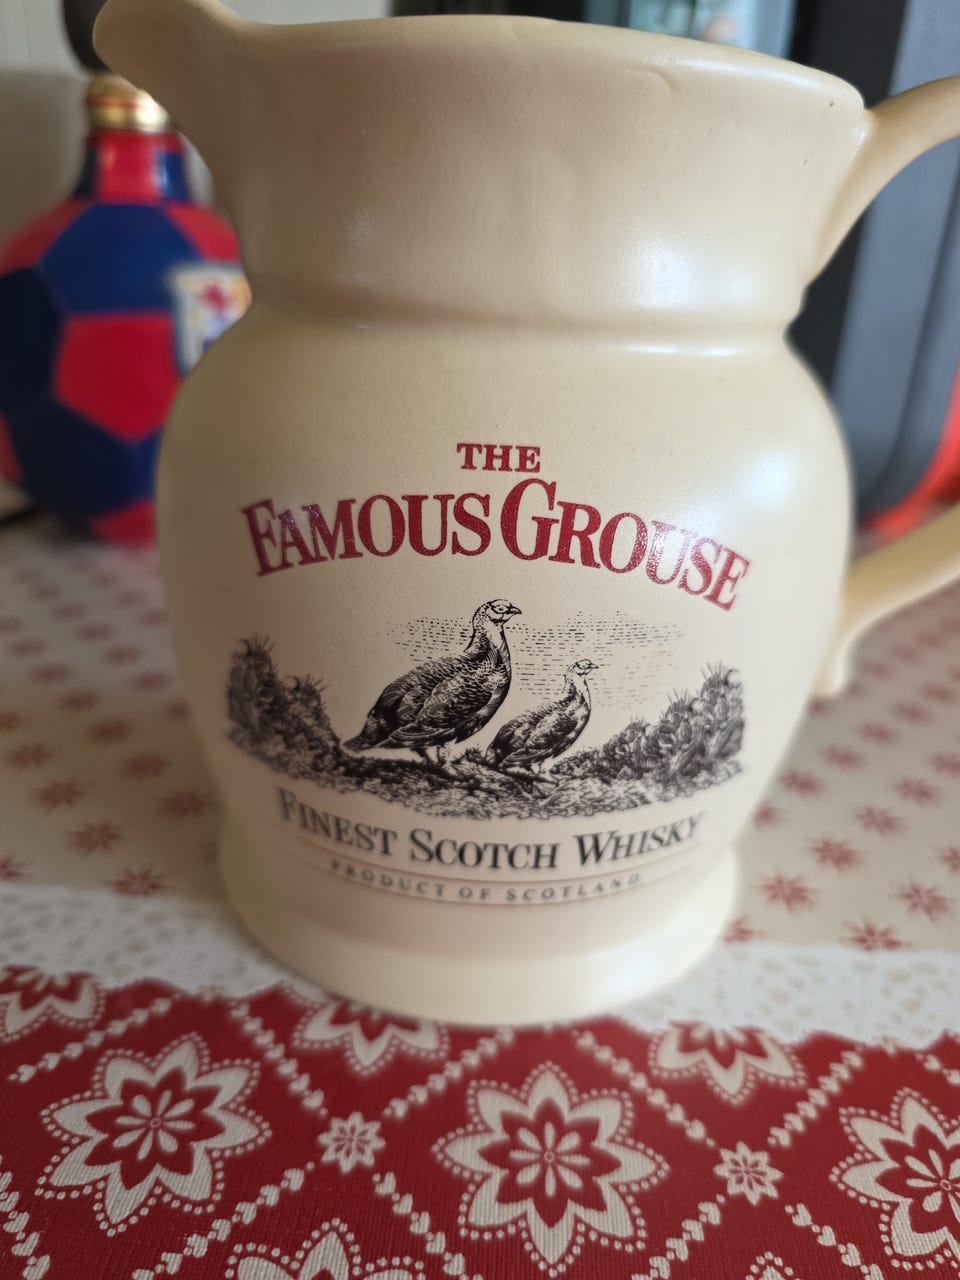 THE
FAMOUS GROUSE
FINEST SCOTCH WHISKY
PRODUCT OF SCOTLAND